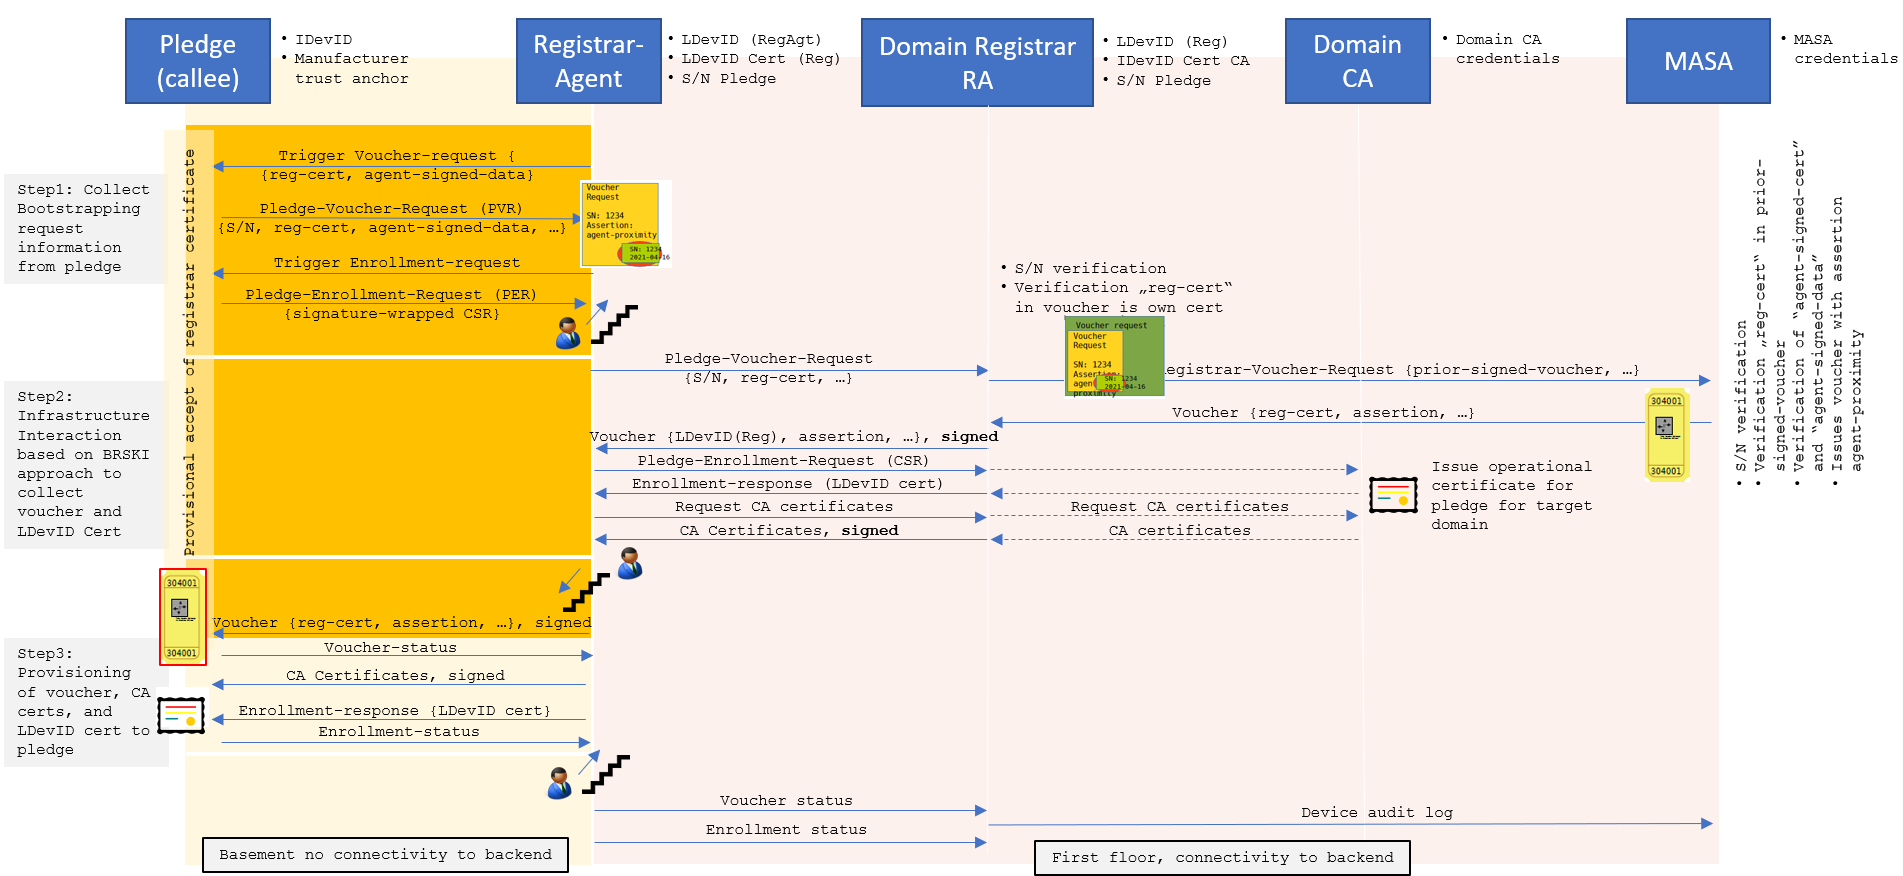 Pledge
(callee)
• IDevID
• Manufacturer
trust anchor
Registrar-
Agent
• LDevID (RegAgt)
• LDevID Cert (Reg)
• S/N Pledge
Domain Registrar
RA
• LDevID (Reg)
• IDevID Cert CA
• S/N Pledge
Domain
CA
• Domain CA
credentials
MASA
• MASA
credentials
Provisional accept of registrar certificate
Step1: Collect
Bootstrapping
request
information
from pledge
Trigger Voucher-request {
{reg-cert, agent-signed-data}
Pledge-Voucher-Request (PVR)
{S/N, reg-cert, agent-signed-data, …}
Trigger Enrollment-request
Pledge-Enrollment-Request (PER)
{signature-wrapped CSR}
Voucher
Request
SN: 1234
Assertion:
agent-proximity
SN: 1234
2021-04-16
• S/N verification
• Verification „reg-cert“
in voucher is own cert
Voucher request
Voucher
Request
SN: 1234
Assertion:
agent-
proximity
SN: 1234
2021-04-16
• S/N verification
• Verification „reg-cert“ in prior-
signed-voucher
• Verification of “agent-signed-cert”
and “agent-signed-data”
• Issues voucher with assertion
agent-proximity
Step2:
Infrastructure
Interaction
based on BRSKI
approach to
collect
voucher and
LDevID Cert
Pledge-Voucher-Request
{S/N, reg-cert, …}
Registrar-Voucher-Request {prior-signed-voucher, …}
Voucher {reg-cert, assertion, …}
304001
304001
Voucher {LDevID(Reg), assertion, …}, signed
Pledge-Enrollment-Request (CSR)
Enrollment-response (LDevID cert)
Request CA certificates
Request CA certificates
CA Certificates, signed
CA certificates
Issue operational
certificate for
pledge for target
domain
304001
304001
Step3:
Provisioning
of voucher, CA
certs, and
LDevID cert to
pledge
Voucher {reg-cert, assertion, …}, signed
Voucher-status
CA Certificates, signed
Enrollment-response {LDevID cert}
Enrollment-status
Voucher status
Device audit log
Enrollment status
Basement no connectivity to backend
First floor, connectivity to backend